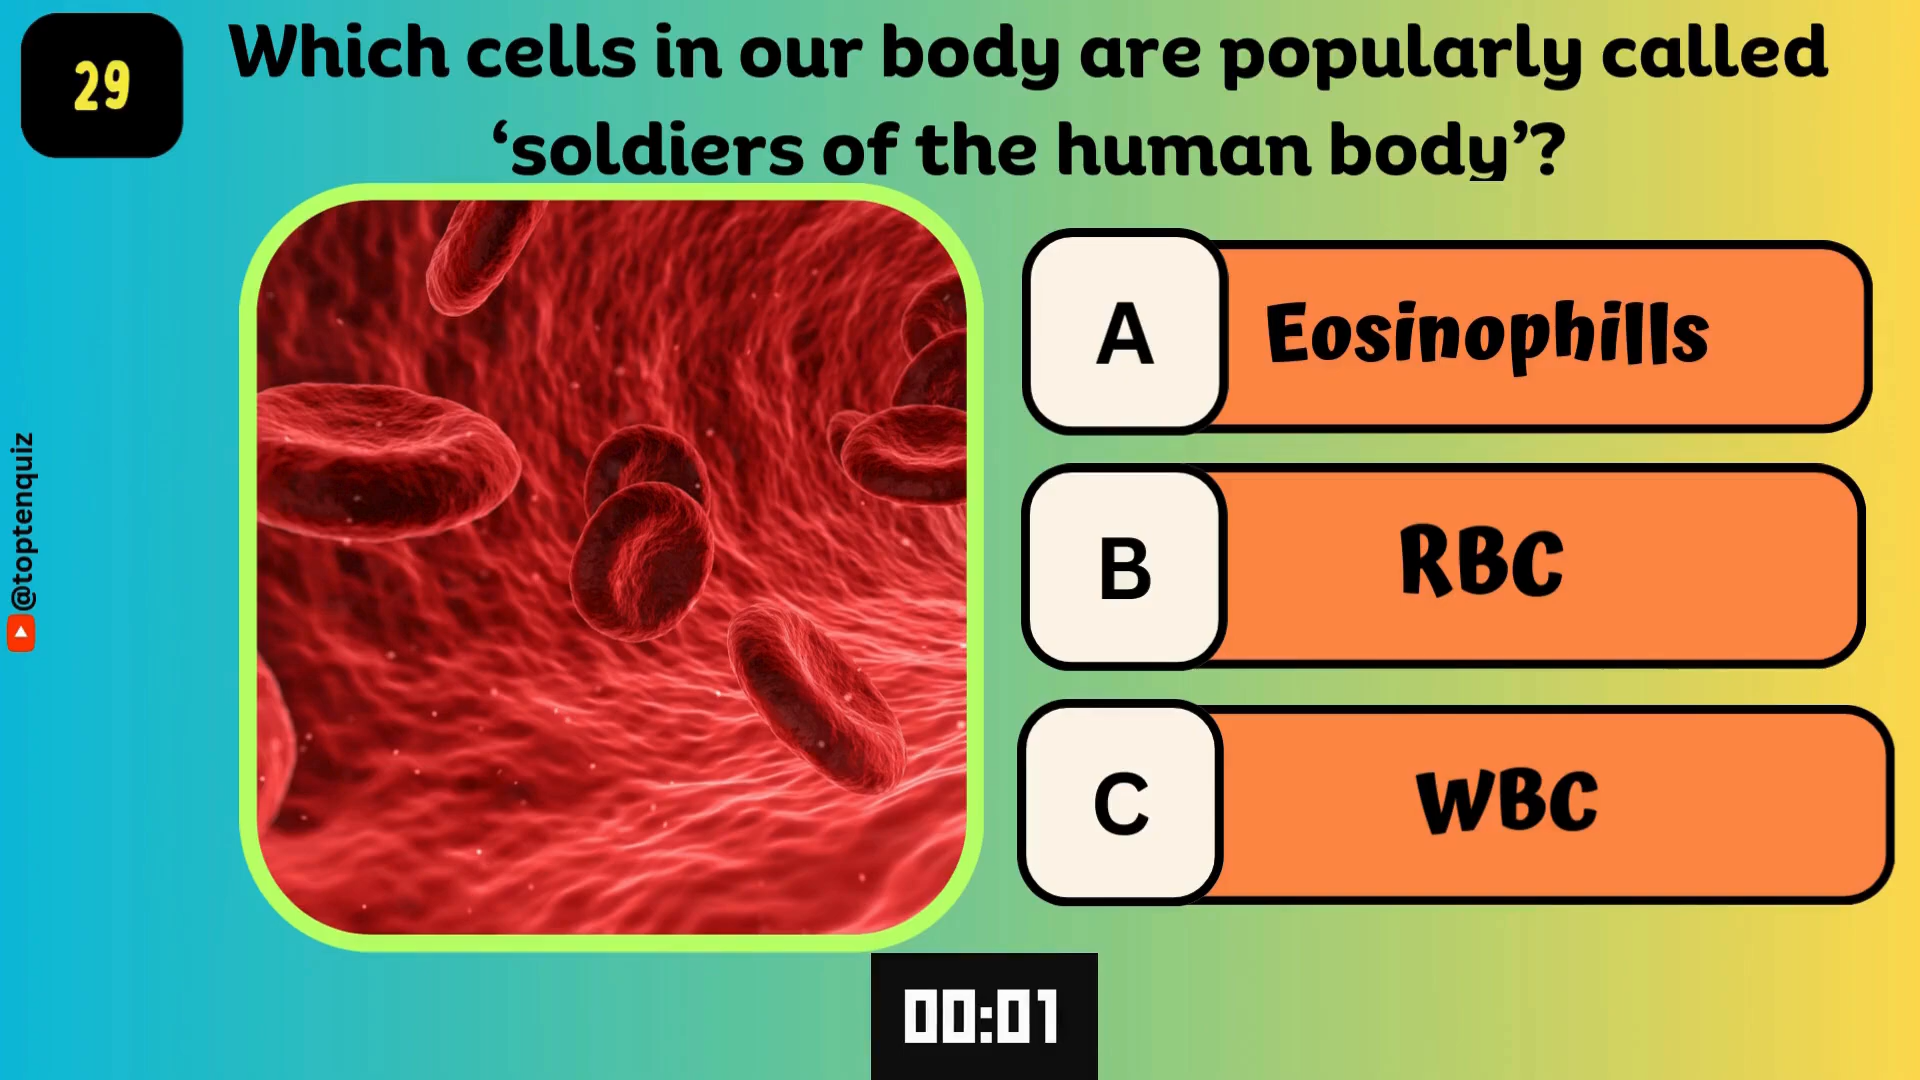 29
Which cells in our body are popularly called
‘soldiers of the human body’?
A
Eosinophills
B
RBC
C
WBC
@toptenquiz
00:01